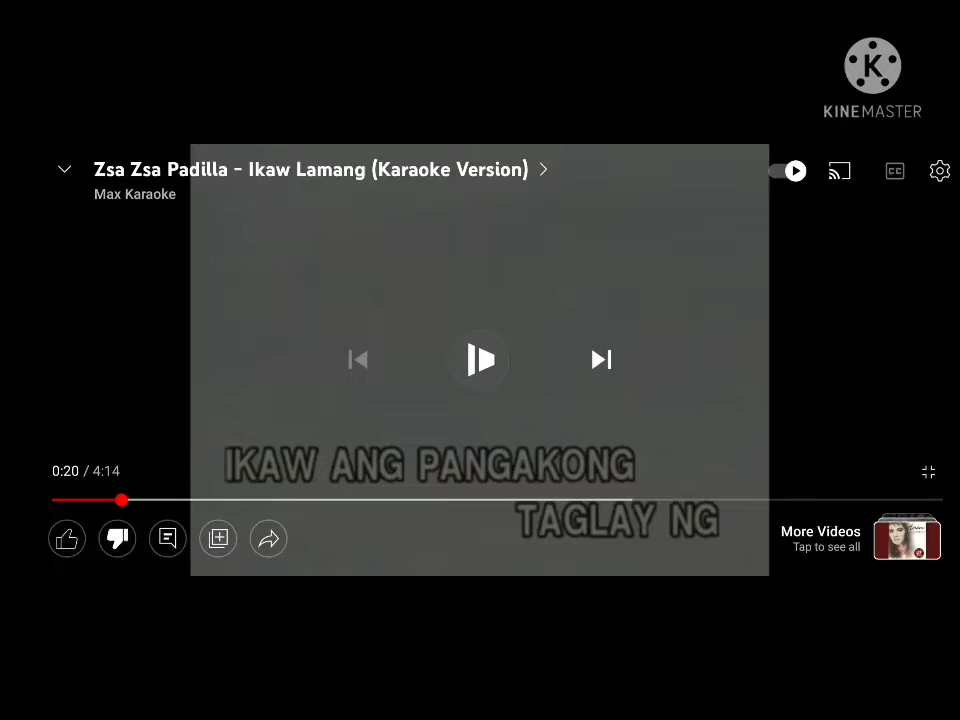 K
KINEMASTER
Zsa Zsa Padilla - Ikaw Lamang (Karaoke Version)
Max Karaoke
CC
IKAW ANG PANGAKONG
0:20 / 4:14
TAGLAY NG
More Videos
Tap to see all